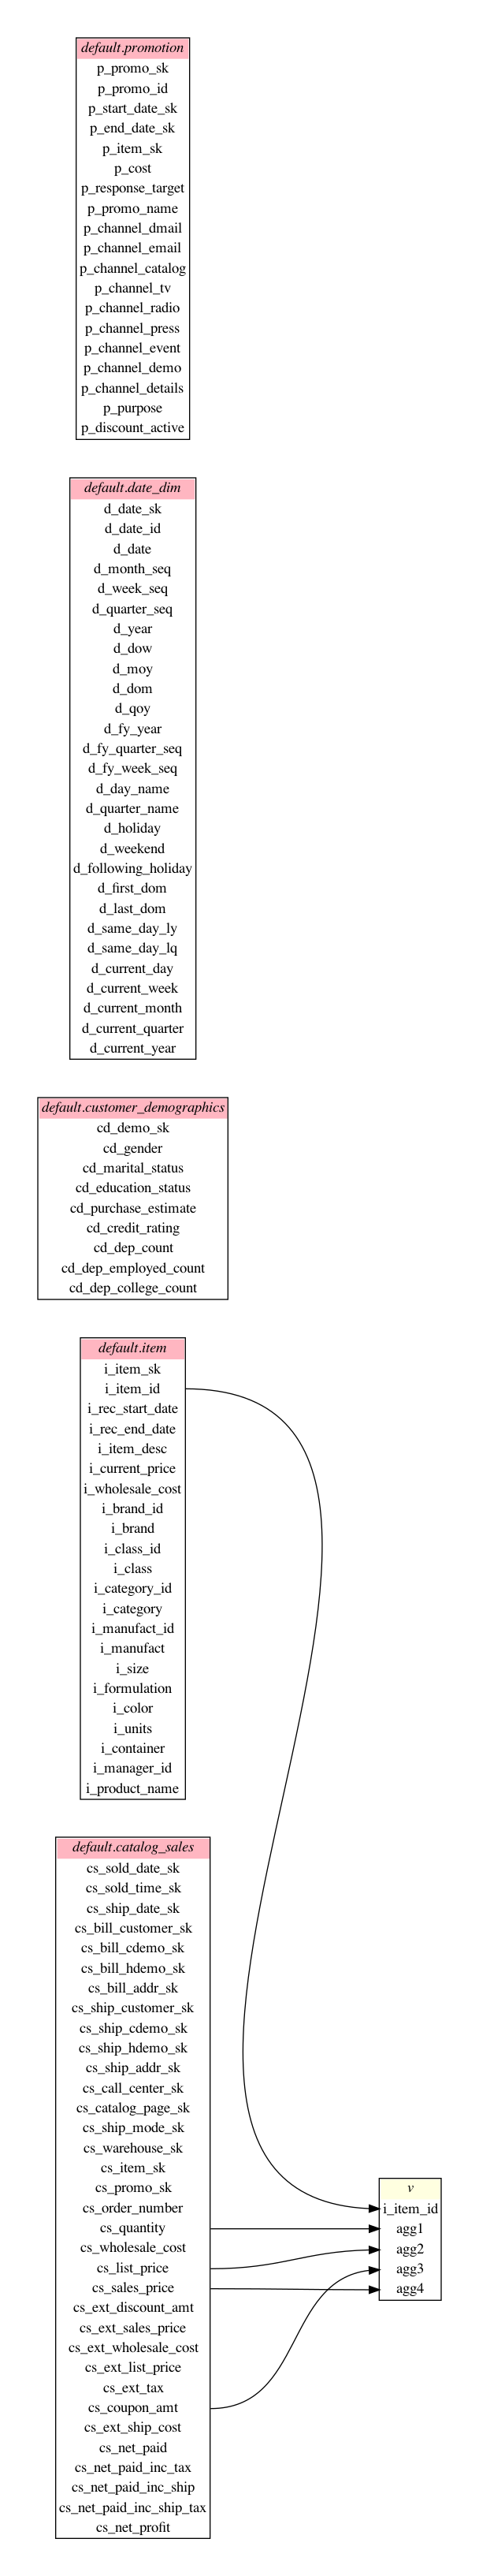 default.promotion
p_promo_sk
p_promo_id
p_start_date_sk
p_end_date_sk
p_item_sk
p_cost
p_response_target
p_promo_name
p_channel_dmail
p_channel_email
p_channel_catalog
p_channel_tv
p_channel_radio
p_channel_press
p_channel_event
p_channel_demo
p_channel_details
p_purpose
p_discount_active
default.date_dim
d_date_sk
d_date_id
d_date
d_month_seq
d_week_seq
d_quarter_seq
d_year
d_dow
d_moy
d_dom
d_qoy
d_fy_year
d_fy_quarter_seq
d_fy_week_seq
d_day_name
d_quarter_name
d_holiday
d_weekend
d_following_holiday
d_first_dom
d_last_dom
d_same_day_ly
d_same_day_lq
d_current_day
d_current_week
d_current_month
d_current_quarter
d_current_year
default.customer_demographics
cd_demo_sk
cd_gender
cd_marital_status
cd_education_status
cd_purchase_estimate
cd_credit_rating
cd_dep_count
cd_dep_employed_count
cd_dep_college_count
default.item
i_item_sk
i_item_id
i_rec_start_date
i_rec_end_date
i_item_desc
i_current_price
i_wholesale_cost
i_brand_id
i_brand
i_class_id
i_class
i_category_id
i_category
i_manufact_id
i_manufact
i_size
i_formulation
i_color
i_units
i_container
i_manager_id
i_product_name
default.catalog_sales
cs_sold_date_sk
cs_sold_time_sk
cs_ship_date_sk
cs_bill_customer_sk
cs_bill_cdemo_sk
cs_bill_hdemo_sk
cs_bill_addr_sk
cs_ship_customer_sk
cs_ship_cdemo_sk
cs_ship_hdemo_sk
cs_ship_addr_sk
cs_call_center_sk
cs_catalog_page_sk
cs_ship_mode_sk
cs_warehouse_sk
cs_item_sk
cs_promo_sk
cs_order_number
cs_quantity
cs_wholesale_cost
cs_list_price
cs_sales_price
cs_ext_discount_amt
cs_ext_sales_price
cs_ext_wholesale_cost
cs_ext_list_price
cs_ext_tax
cs_coupon_amt
cs_ext_ship_cost
cs_net_paid
cs_net_paid_inc_tax
cs_net_paid_inc_ship
cs_net_paid_inc_ship_tax
cs_net_profit
v
i_item_id
agg1
agg2
agg3
agg4